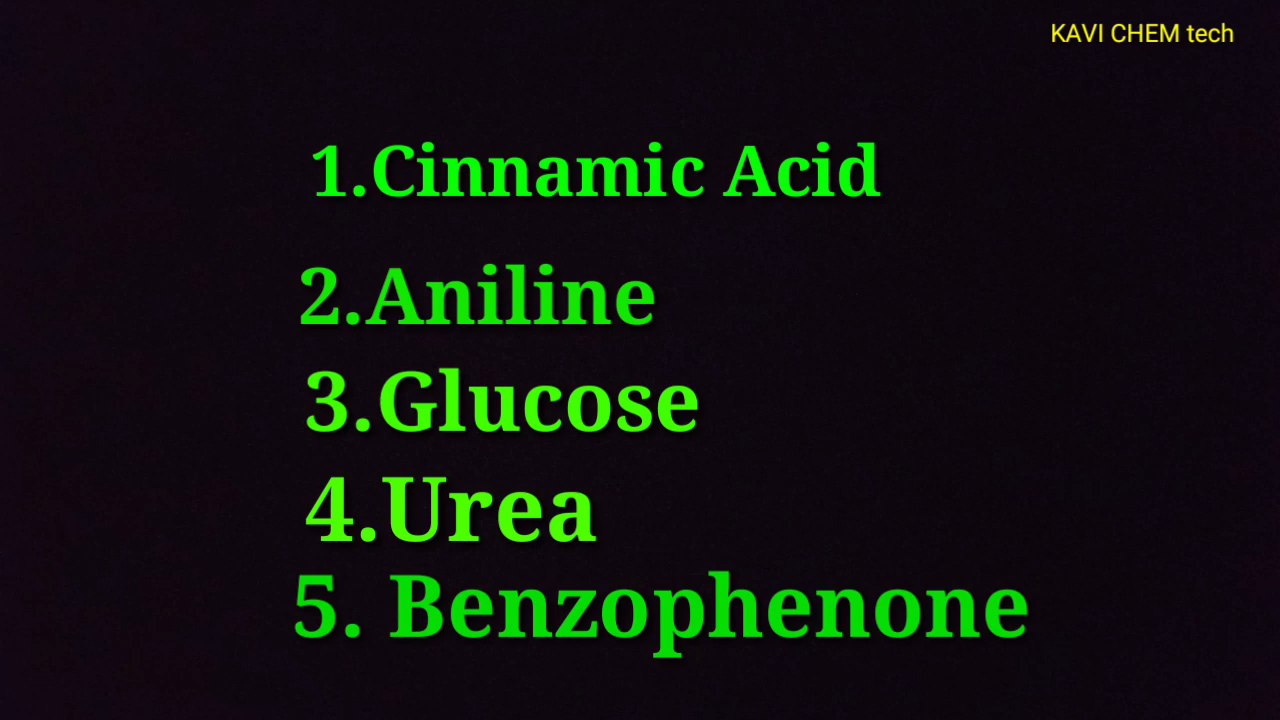 KAVI CHEM tech
1.Cinnamic Acid
2.Aniline
3.Glucose
4.Urea
5. Benzophenone